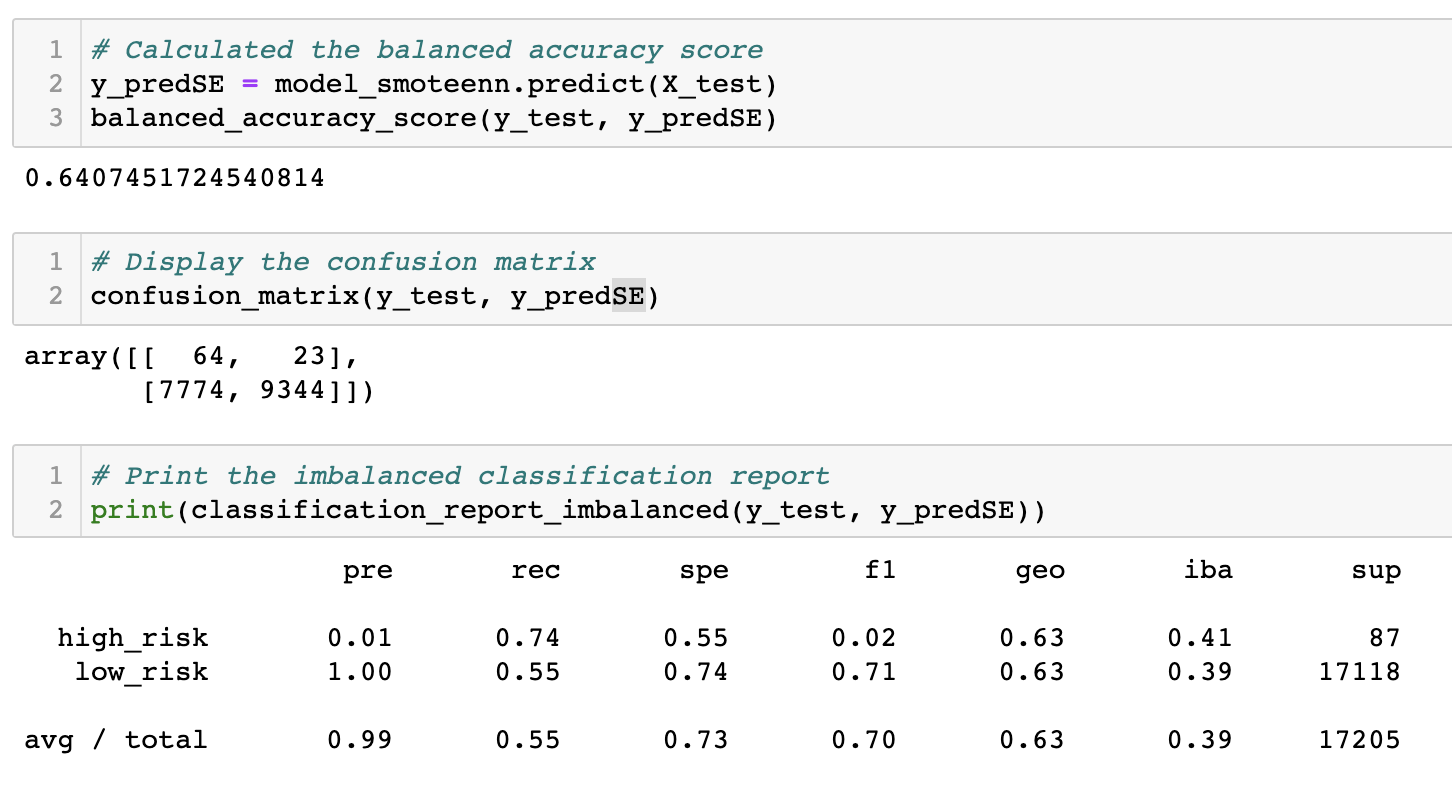 1 # Calculated the balanced accuracy score
2 y_predSE = model_smoteenn.predict(X_test)
3 balanced_accuracy_score(y_test, y_predSE)
0.6407451724540814
1 # Display the confusion matrix
2 confusion_matrix(y_test, y_predSE)
array([[  64,   23],
       [7774, 9344]])
1 # Print the imbalanced classification report
2 print(classification_report_imbalanced(y_test, y_predSE))
pre rec spe f1 geo iba sup
high_risk 0.01 0.74 0.55 0.02 0.63 0.41 87
low_risk 1.00 0.55 0.74 0.71 0.63 0.39 17118
avg / total 0.99 0.55 0.73 0.70 0.63 0.39 17205